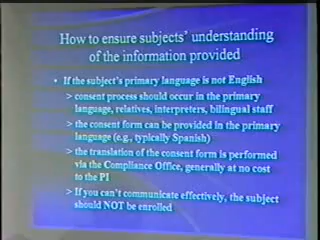 How to ensure subjects' understanding
of the information provided
• If the subject's primary language is not English
> consent process should occur in the primary
language, relatives, interpreters, bilingual staff
> the consent form can be provided in the primary
language (e.g., typically Spanish)
> the translation of the consent form is performed
via the Compliance Office, generally at no cost
to the PI
> If you can't communicate effectively, the subject
should NOT be enrolled